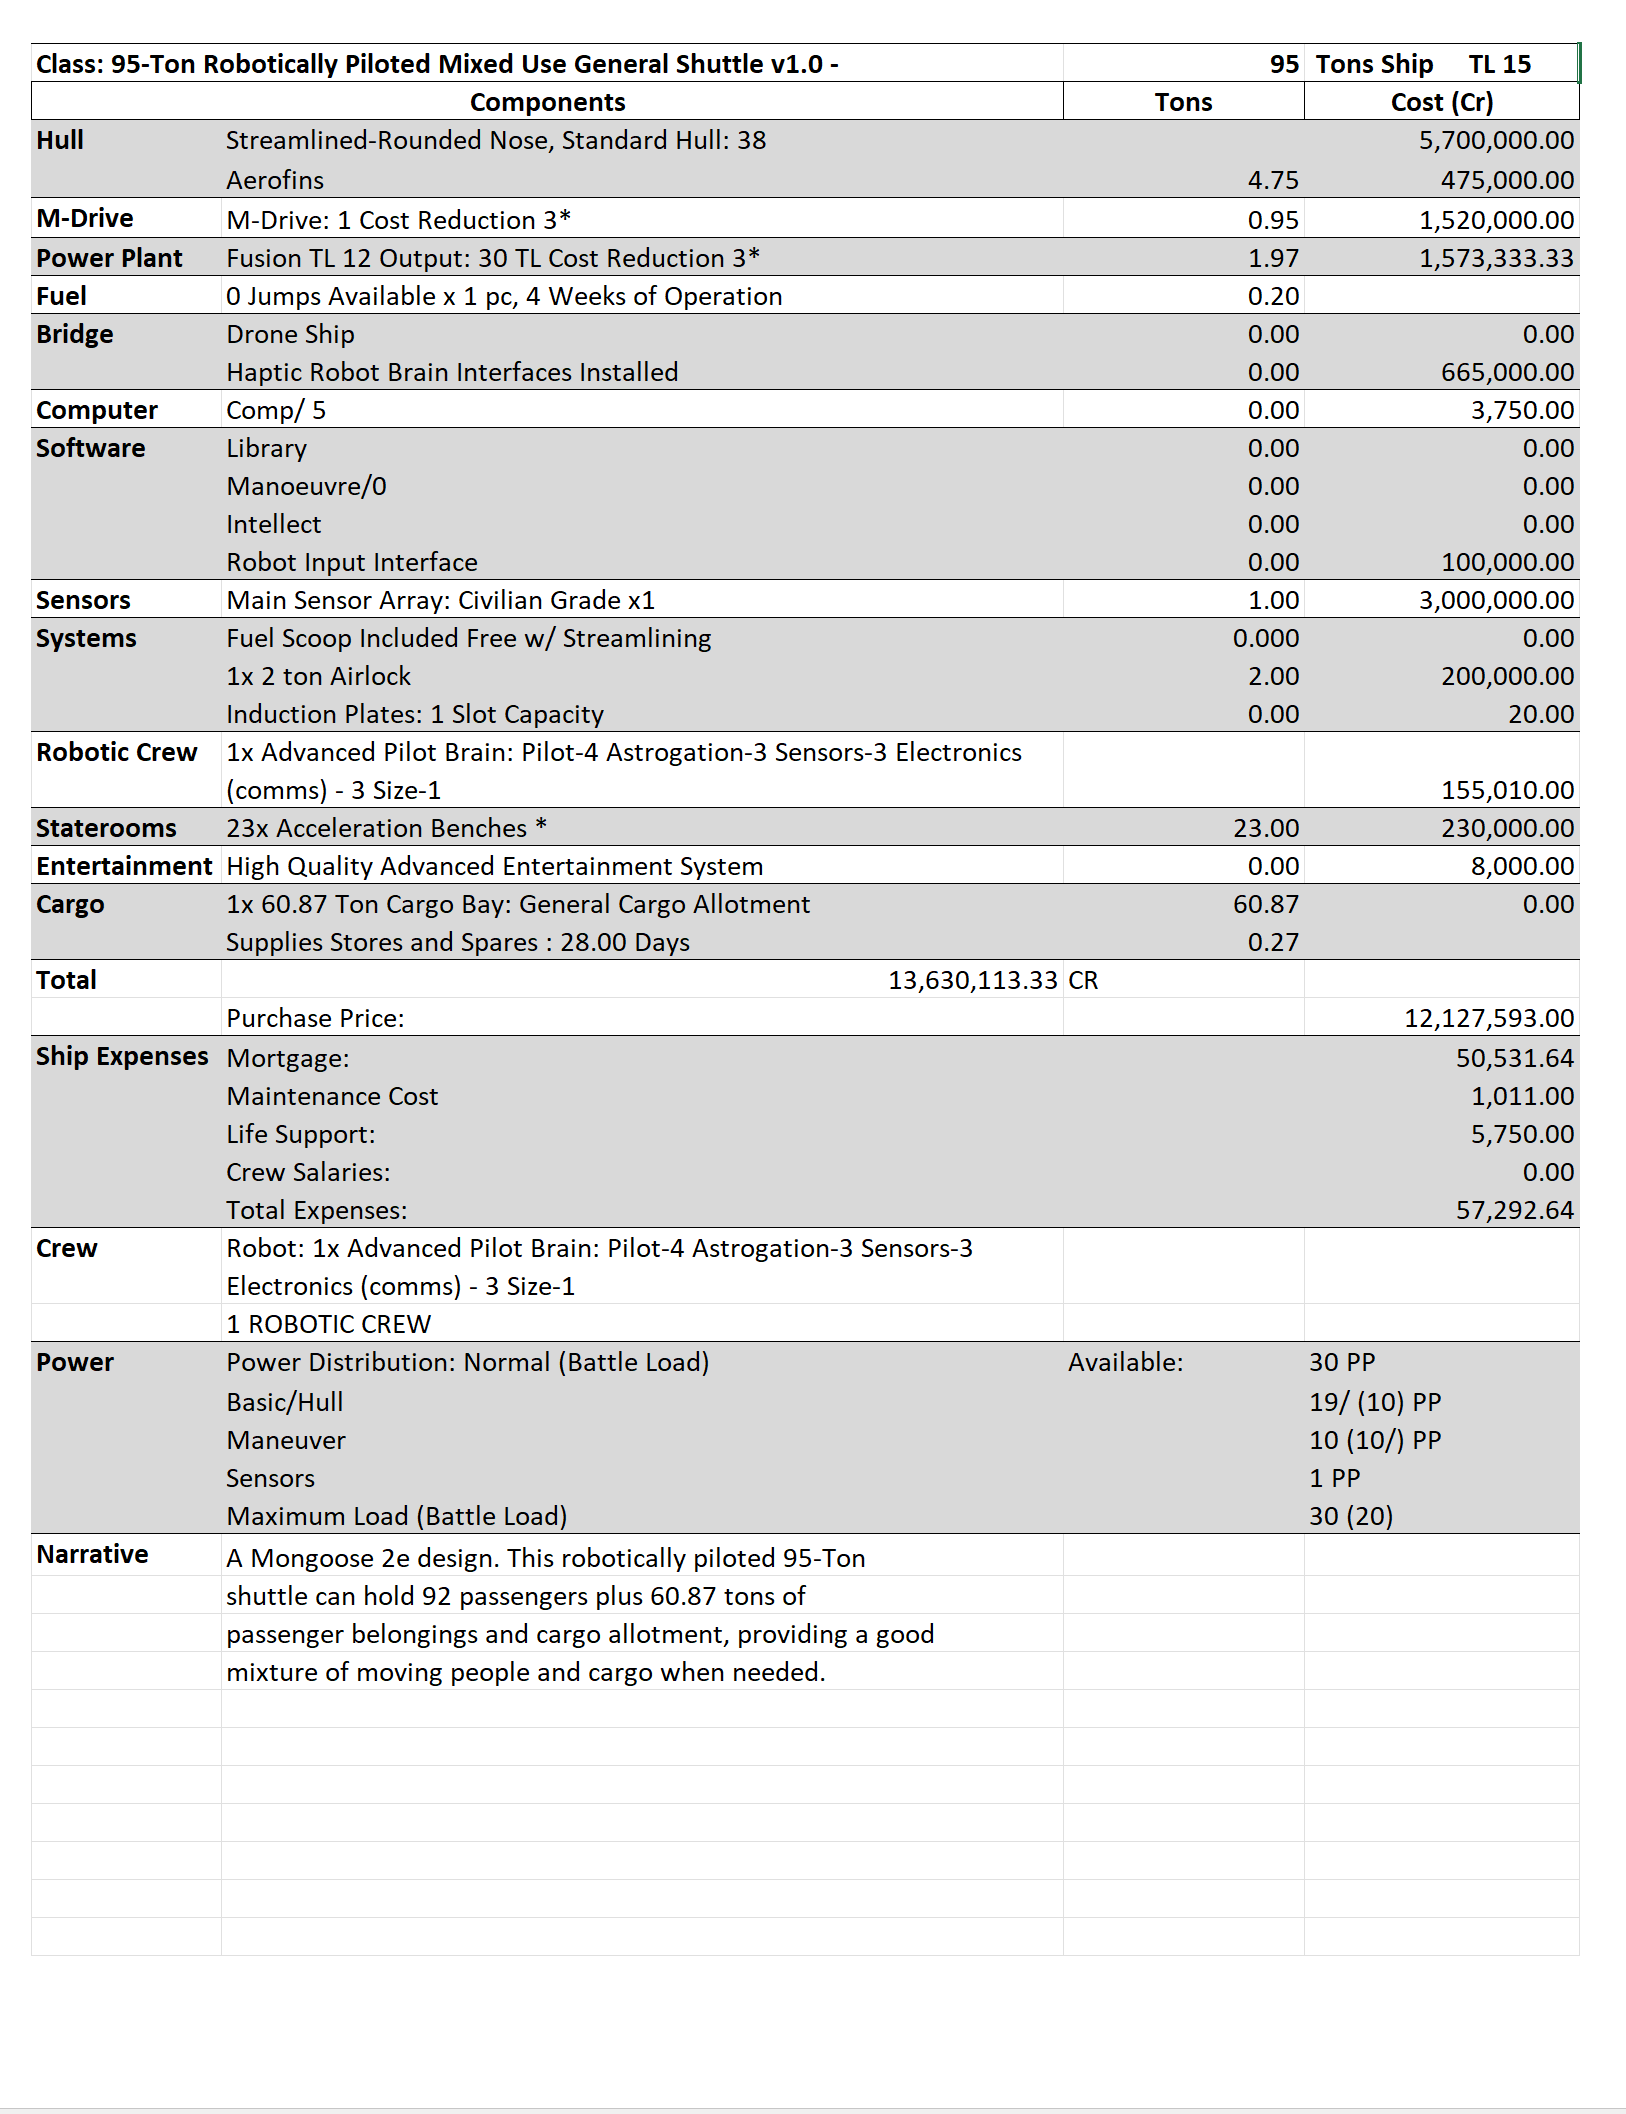 Class: 95-Ton Robotically Piloted Mixed Use General Shuttle v1.0 - 95 Tons Ship TL 15
Components Tons Cost (Cr)
Hull Streamlined-Rounded Nose, Standard Hull: 38 5,700,000.00
Aerofins 4.75 475,000.00
M-Drive M-Drive: 1 Cost Reduction 3* 0.95 1,520,000.00
Power Plant Fusion TL 12 Output: 30 TL Cost Reduction 3* 1.97 1,573,333.33
Fuel 0 Jumps Available x 1 pc, 4 Weeks of Operation 0.20
Bridge Drone Ship 0.00 0.00
Haptic Robot Brain Interfaces Installed 0.00 665,000.00
Computer Comp/ 5 0.00 3,750.00
Software Library 0.00 0.00
Manoeuvre/0 0.00 0.00
Intellect 0.00 0.00
Robot Input Interface 0.00 100,000.00
Sensors Main Sensor Array: Civilian Grade x1 1.00 3,000,000.00
Systems Fuel Scoop Included Free w/ Streamlining 0.000 0.00
1x 2 ton Airlock 2.00 200,000.00
Induction Plates: 1 Slot Capacity 0.00 20.00
Robotic Crew 1x Advanced Pilot Brain: Pilot-4 Astrogation-3 Sensors-3 Electronics
(comms) - 3 Size-1 155,010.00
Staterooms 23x Acceleration Benches * 23.00 230,000.00
Entertainment High Quality Advanced Entertainment System 0.00 8,000.00
Cargo 1x 60.87 Ton Cargo Bay: General Cargo Allotment 60.87 0.00
Supplies Stores and Spares : 28.00 Days 0.27
Total 13,630,113.33 CR
Purchase Price: 12,127,593.00
Ship Expenses Mortgage: 50,531.64
Maintenance Cost 1,011.00
Life Support: 5,750.00
Crew Salaries: 0.00
Total Expenses: 57,292.64
Crew Robot: 1x Advanced Pilot Brain: Pilot-4 Astrogation-3 Sensors-3
Electronics (comms) - 3 Size-1
1 ROBOTIC CREW
Power Power Distribution: Normal (Battle Load) Available: 30 PP
Basic/Hull 19/ (10) PP
Maneuver 10 (10/) PP
Sensors 1 PP
Maximum Load (Battle Load) 30 (20)
Narrative A Mongoose 2e design. This robotically piloted 95-Ton
shuttle can hold 92 passengers plus 60.87 tons of
passenger belongings and cargo allotment, providing a good
mixture of moving people and cargo when needed.